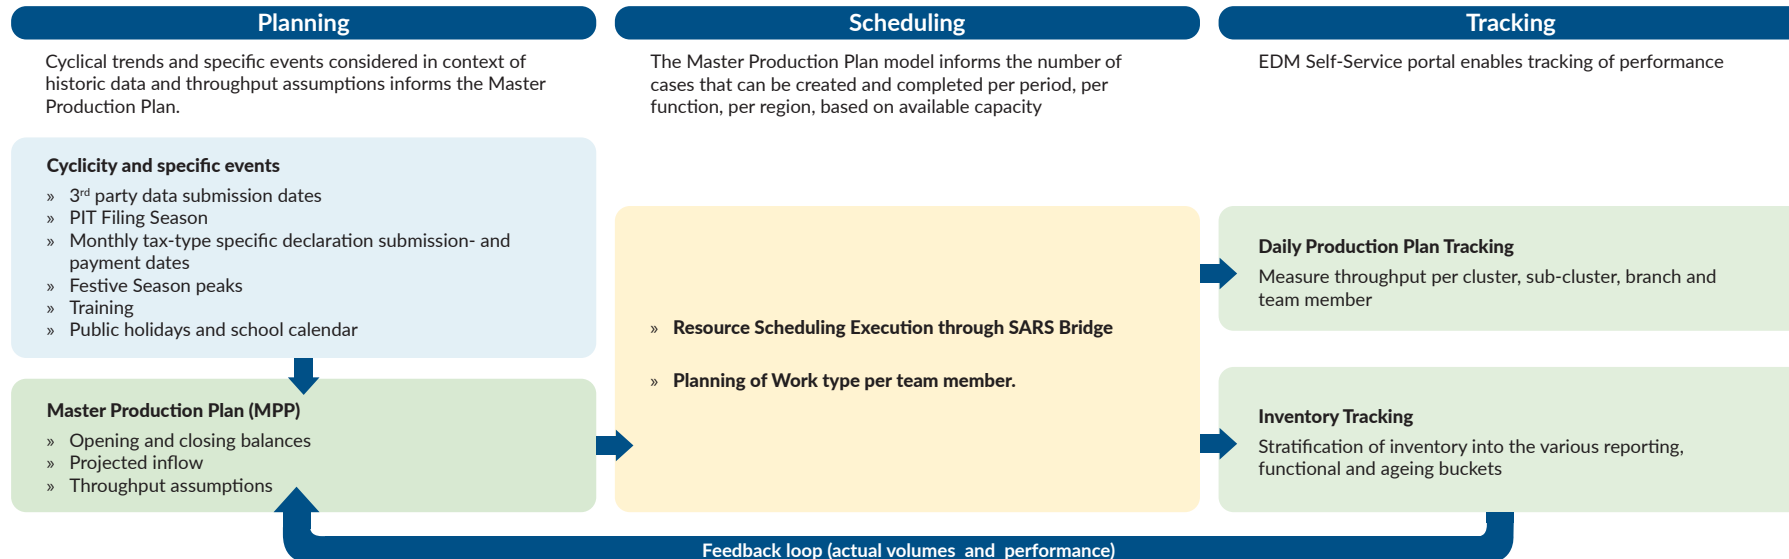 Planning
Cyclical trends and specific events considered in context of
historic data and throughput assumptions informs the Master
Production Plan.
Cyclicity and specific events
» 3rd party data submission dates
» PIT Filing Season
» Monthly tax-type specific declaration submission- and
payment dates
» Festive Season peaks
» Training
» Public holidays and school calendar
Master Production Plan (MPP)
» Opening and closing balances
» Projected inflow
» Throughput assumptions
Scheduling
The Master Production Plan model informs the number of
cases that can be created and completed per period, per
function, per region, based on available capacity
» Resource Scheduling Execution through SARS Bridge
» Planning of Work type per team member.
Tracking
EDM Self-Service portal enables tracking of performance
Daily Production Plan Tracking
Measure throughput per cluster, sub-cluster, branch and
team member
Inventory Tracking
Stratification of inventory into the various reporting,
functional and ageing buckets
Feedback loop (actual volumes and performance)